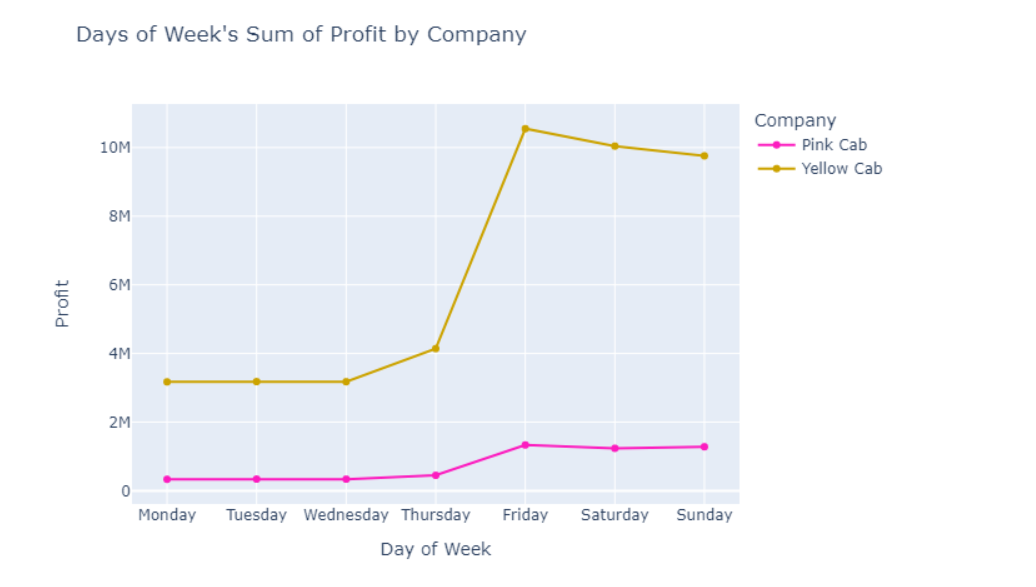 Days of Week's Sum of Profit by Company
Company
Pink Cab
Yellow Cab
10M
8M
6M
4M
2M
0
Profit
Monday Tuesday Wednesday Thursday Friday Saturday Sunday
Day of Week